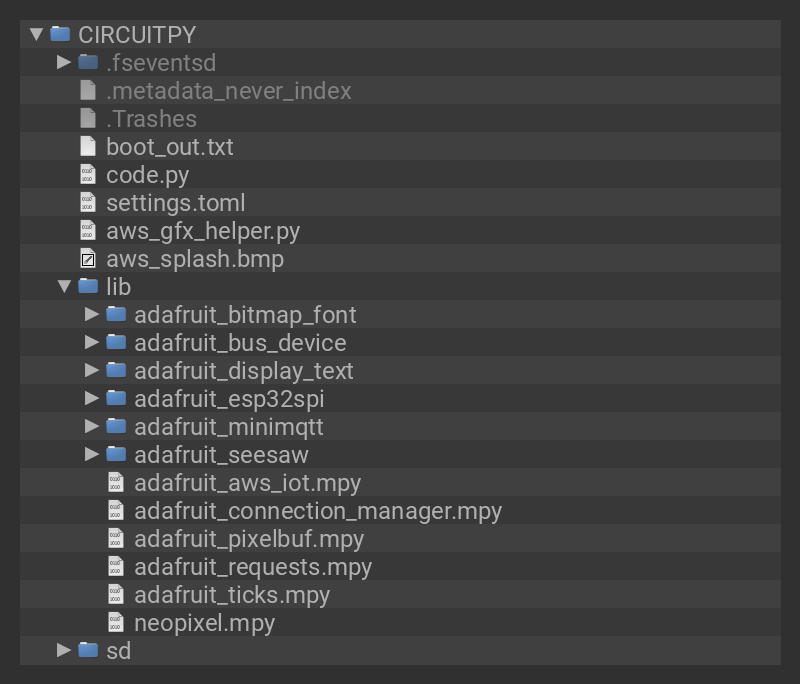 CIRCUITPY
.fseventsd
.metadata_never_index
.Trashes
boot_out.txt
code.py
settings.toml
aws_gfx_helper.py
aws_splash.bmp
lib
adafruit_bitmap_font
adafruit_bus_device
adafruit_display_text
adafruit_esp32spi
adafruit_minimqtt
adafruit_seesaw
adafruit_aws_iot.mpy
adafruit_connection_manager.mpy
adafruit_pixelbuf.mpy
adafruit_requests.mpy
adafruit_ticks.mpy
neopixel.mpy
sd